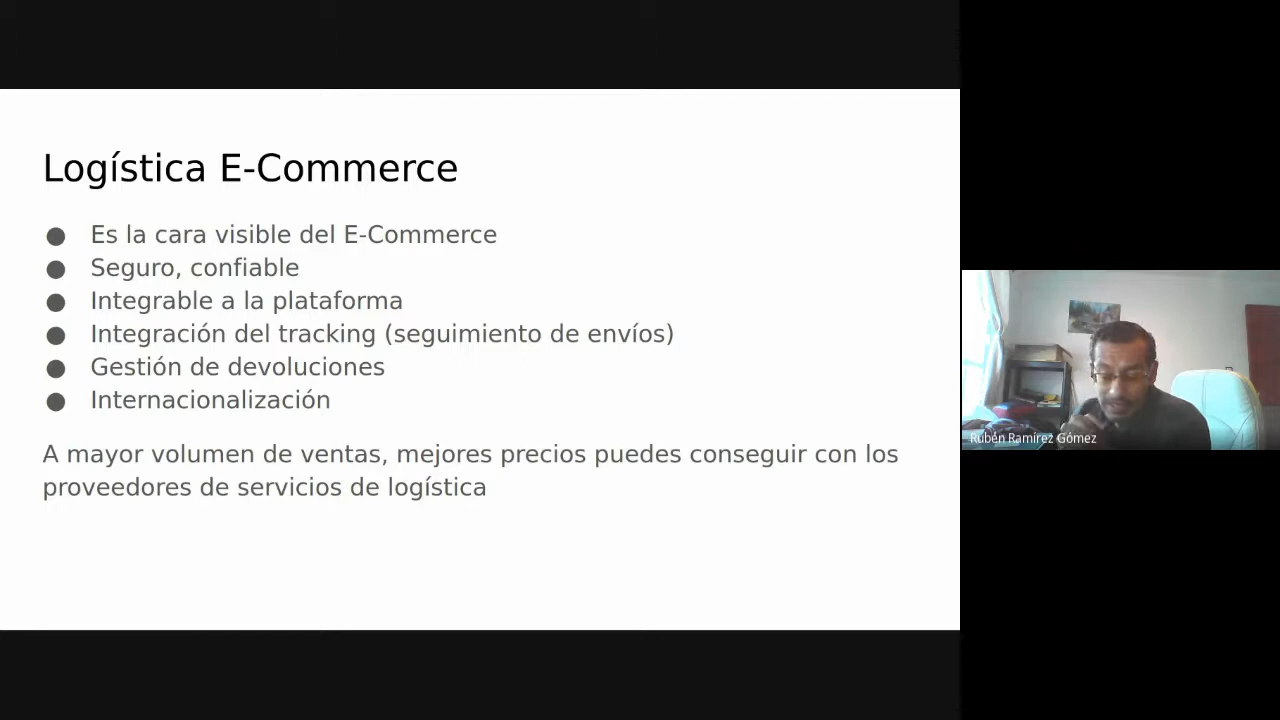 Logística E-Commerce
● Es la cara visible del E-Commerce
● Seguro, confiable
● Integrable a la plataforma
● Integración del tracking (seguimiento de envíos)
● Gestión de devoluciones
● Internacionalización
A mayor volumen de ventas, mejores precios puedes conseguir con los
proveedores de servicios de logística
Rubén Ramírez Gómez